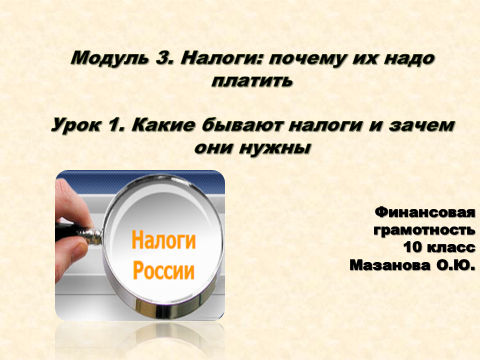 Модуль 3. Налоги: почему их надо
платить
Урок 1. Какие бывают налоги и зачем
они нужны
Налоги
России
Финансовая
грамотность
10 класс
Мазанова О.Ю.